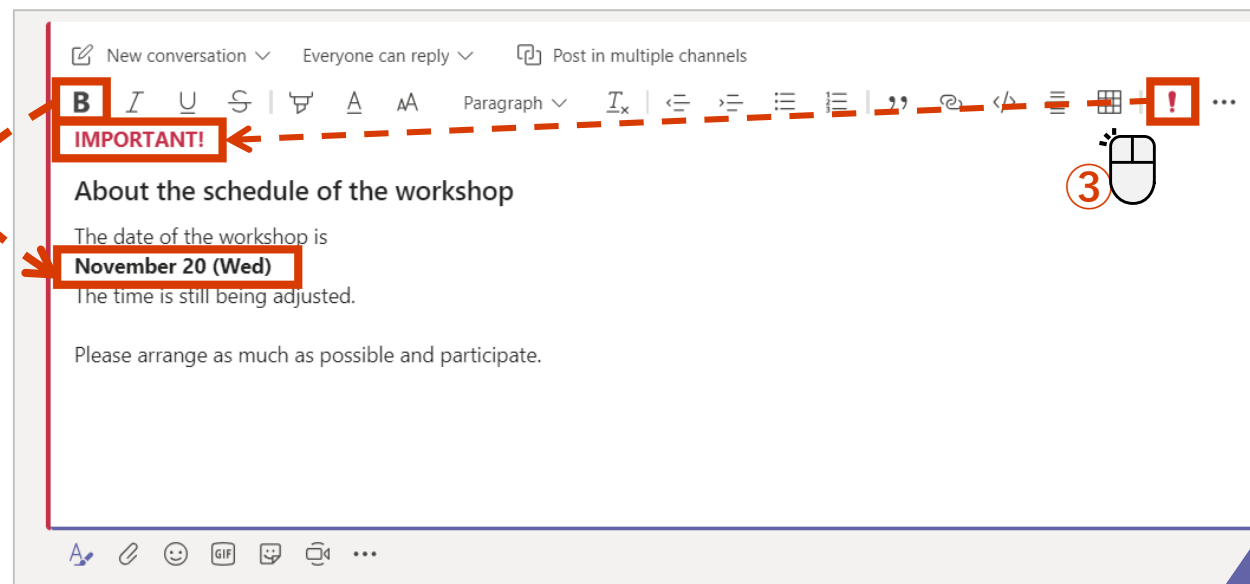 New conversation Everyone can reply Post in multiple channels
B I U S A AA Paragraph Tx
IMPORTANT!
③
About the schedule of the workshop
The date of the workshop is
November 20 (Wed)
The time is still being adjusted.
Please arrange as much as possible and participate.
GIF